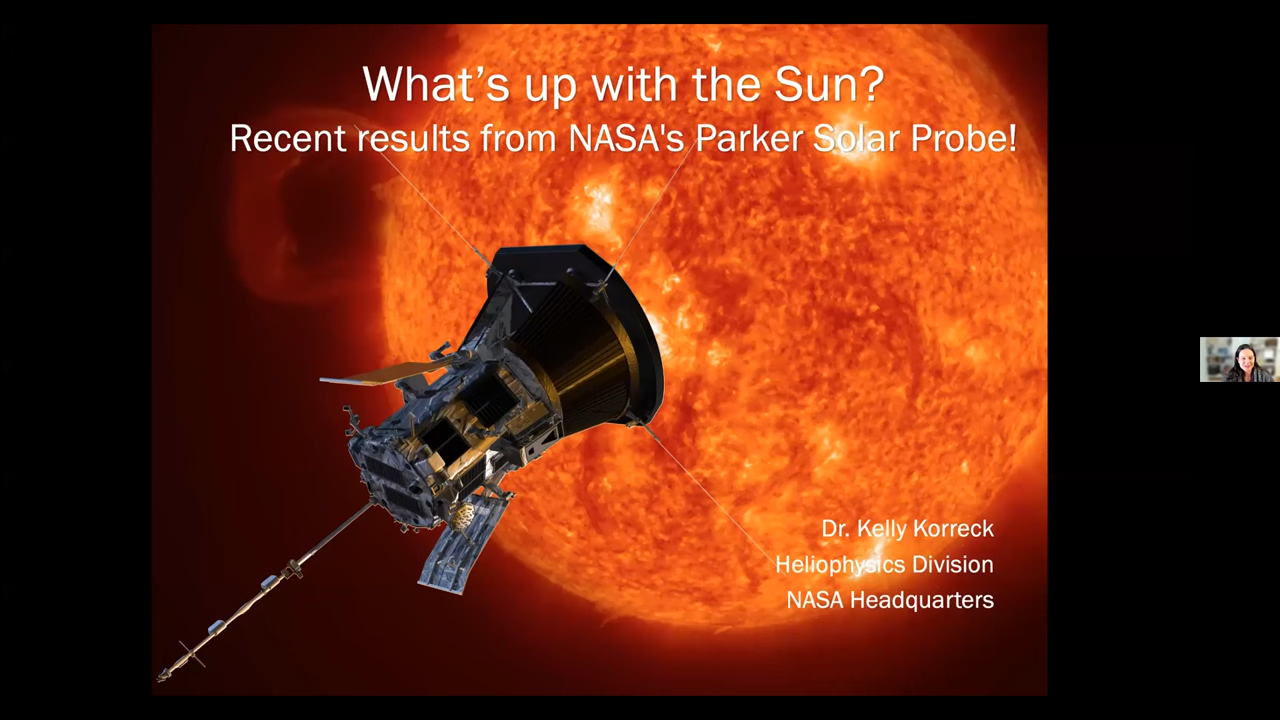 What’s up with the Sun?
Recent results from NASA's Parker Solar Probe!
Dr. Kelly Korreck
Heliophysics Division
NASA Headquarters